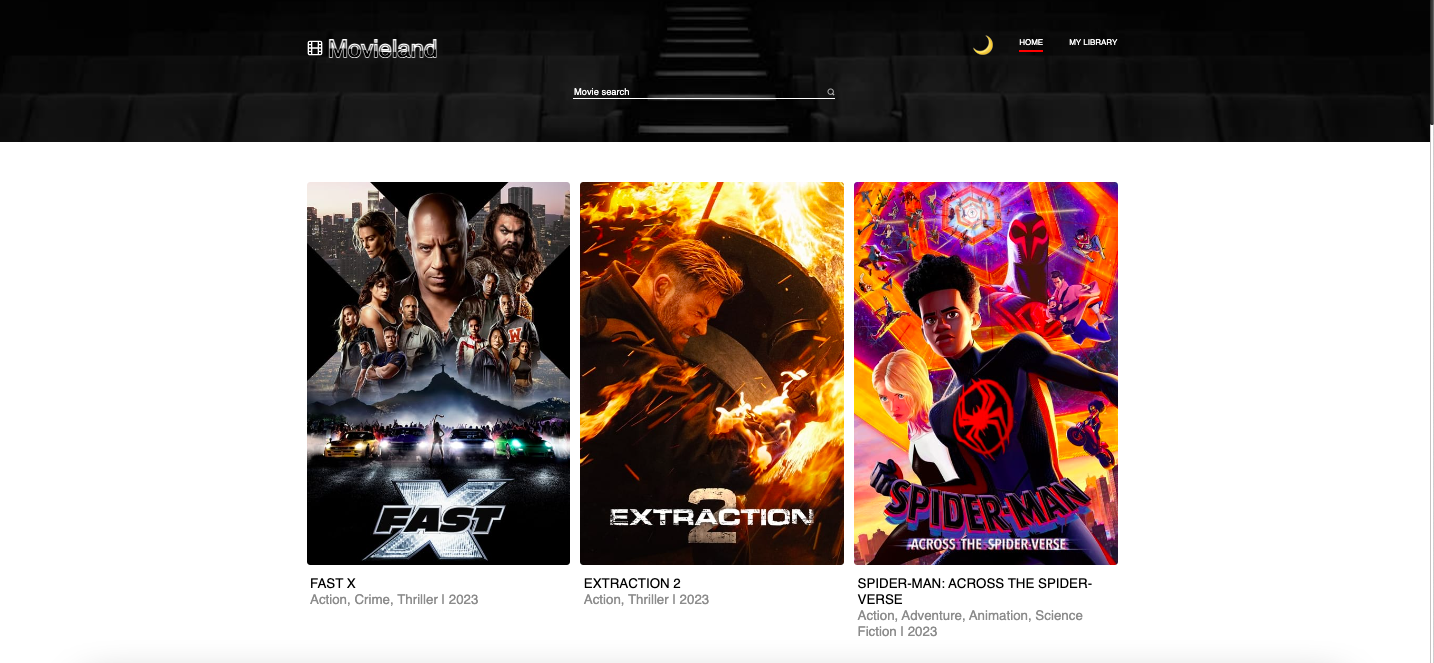 Movieland
HOME
MY LIBRARY
Movie search
W
FAST
X
2
EXTRACTION
SPIDER-MAN
ACROSS THE SPIDER-VERSE
FAST X
Action, Crime, Thriller | 2023
EXTRACTION 2
Action, Thriller | 2023
SPIDER-MAN: ACROSS THE SPIDER-
VERSE
Action, Adventure, Animation, Science
Fiction | 2023